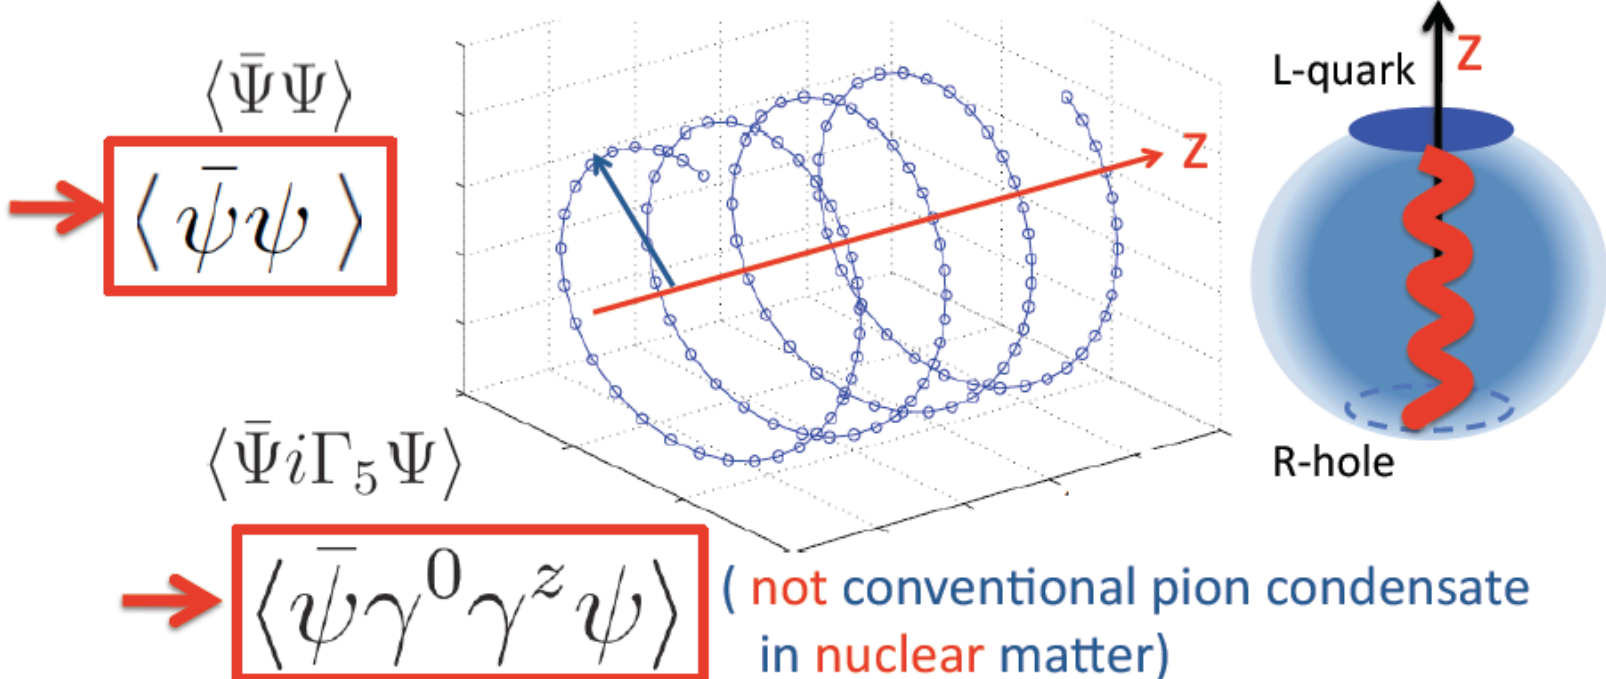 ⟨Ψ̄Ψ⟩
⟨ψ̄ψ⟩
Z
L-quark
Z
R-hole
⟨Ψ̄iΓ₅Ψ⟩
⟨ψ̄γ⁰γᶻψ⟩
( not conventional pion condensate
in nuclear matter)